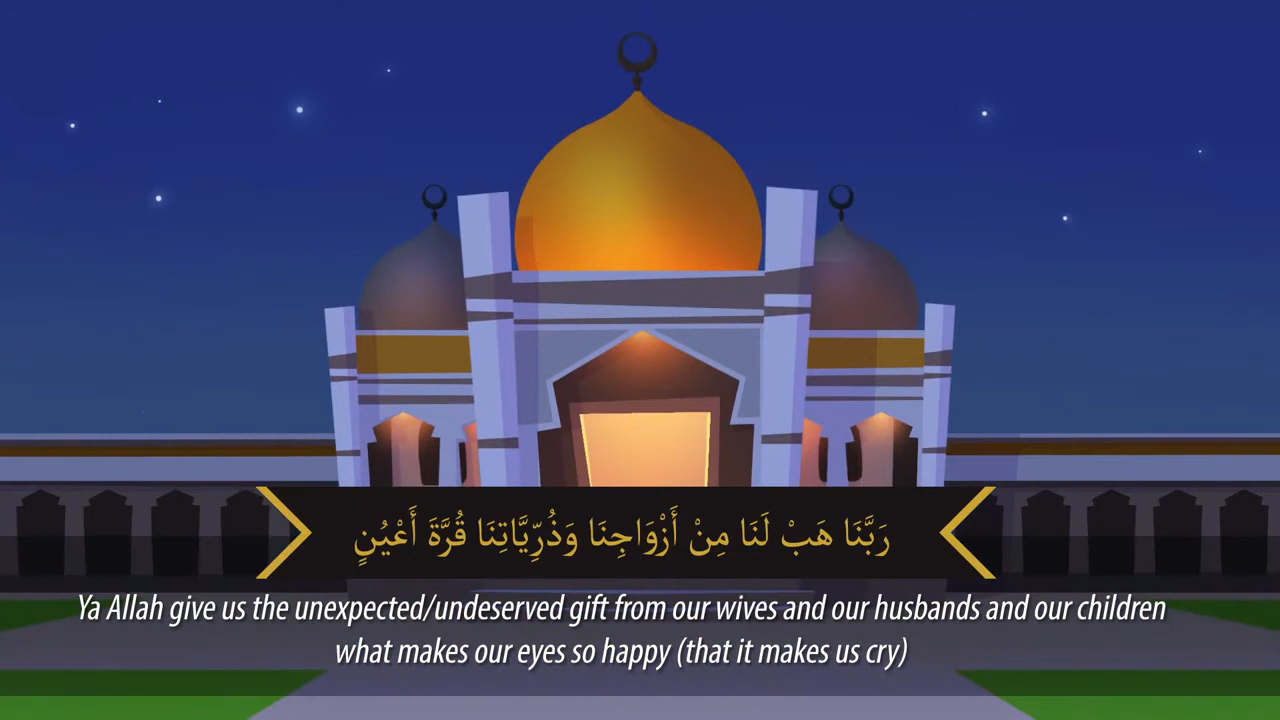 رَبَّنَا هَبْ لَنَا مِنْ أَزْوَاجِنَا وَذُرِّيَّاتِنَا قُرَّةَ أَعْيُنٍ
Ya Allah give us the unexpected/undeserved gift from our wives and our husbands and our children
what makes our eyes so happy (that it makes us cry)